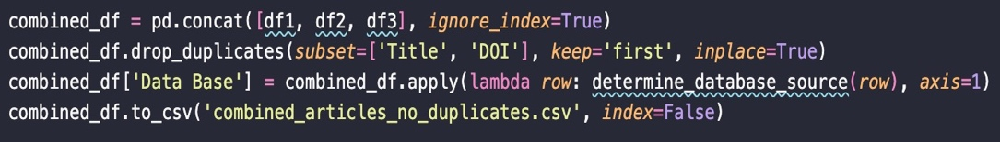 combined_df = pd.concat([df1, df2, df3], ignore_index=True)
combined_df.drop_duplicates(subset=['Title', 'DOI'], keep='first', inplace=True)
combined_df['Data Base'] = combined_df.apply(lambda row: determine_database_source(row), axis=1)
combined_df.to_csv('combined_articles_no_duplicates.csv', index=False)